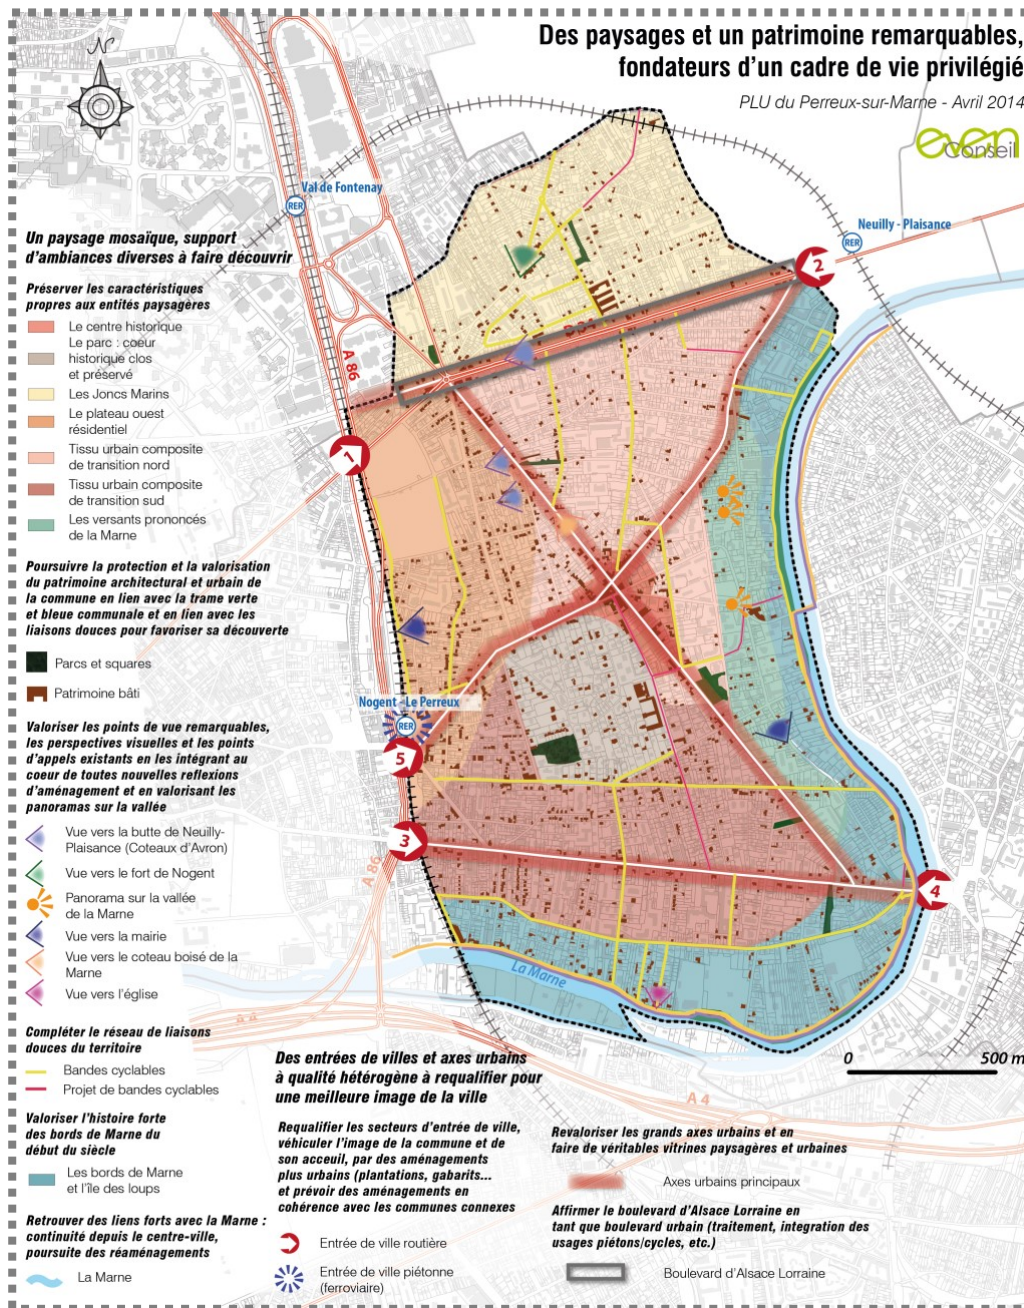 Des paysages et un patrimoine remarquables,
fondateurs d'un cadre de vie privilégié
PLU du Perreux-sur-Marne - Avril 2014
even
Conseil
N
Val de Fontenay
RER
Neuilly - Plaisance
RER
Un paysage mosaïque, support
d'ambiances diverses à faire découvrir
Préserver les caractéristiques
propres aux entités paysagères
Le centre historique
Le parc : coeur
historique clos
et préservé
Les Joncs Marins
Le plateau ouest
résidentiel
Tissu urbain composite
de transition nord
Tissu urbain composite
de transition sud
Les versants prononcés
de la Marne
Poursuivre la protection et la valorisation
du patrimoine architectural et urbain de
la commune en lien avec la trame verte
et bleue communale et en lien avec les
liaisons douces pour favoriser sa découverte
Parcs et squares
Patrimoine bâti
Valoriser les points de vue remarquables,
les perspectives visuelles et les points
d'appels existants en les intégrant au
coeur de toutes nouvelles reflexions
d'aménagement et en valorisant les
panoramas sur la vallée
Vue vers la butte de Neuilly-
Plaisance (Coteaux d'Avron)
Vue vers le fort de Nogent
Panorama sur la vallée
de la Marne
Vue vers la mairie
Vue vers le coteau boisé de la
Marne
Vue vers l'église
Compléter le réseau de liaisons
douces du territoire
Bandes cyclables
Projet de bandes cyclables
Valoriser l'histoire forte
des bords de Marne du
début du siècle
Les bords de Marne
et l'île des loups
Retrouver des liens forts avec la Marne :
continuité depuis le centre-ville,
poursuite des réaménagements
La Marne
A 86
1
2
Nogent - Le Perreux
RER
5
3
4
A 86
La Marne
A 4
A 4
0 500 m
Des entrées de villes et axes urbains
à qualité hétérogène à requalifier pour
une meilleure image de la ville
Requalifier les secteurs d'entrée de ville,
véhiculer l'image de la commune et de
son acceuil, par des aménagements
plus urbains (plantations, gabarits...
et prévoir des aménagements en
cohérence avec les communes connexes
Entrée de ville routière
Entrée de ville piétonne
(ferroviaire)
Revaloriser les grands axes urbains et en
faire de véritables vitrines paysagères et urbaines
Axes urbains principaux
Affirmer le boulevard d'Alsace Lorraine en
tant que boulevard urbain (traitement, integration des
usages piétons/cycles, etc.)
Boulevard d'Alsace Lorraine